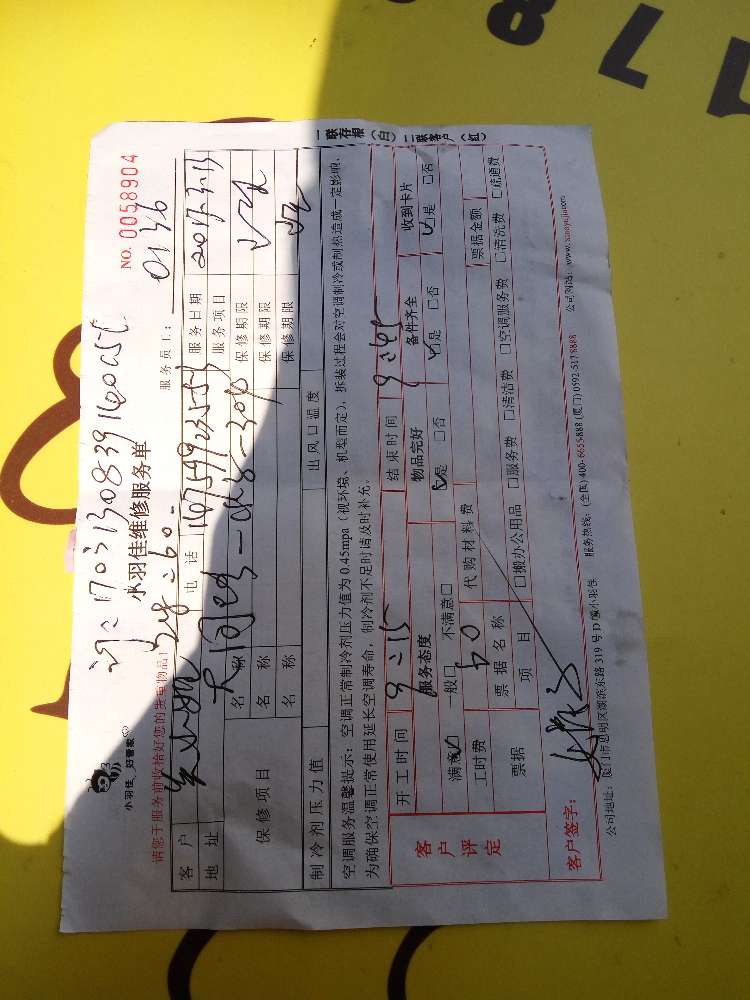 小羽佳 好管家
小羽佳维修服务单
NO. 0058904
请您于服务前收拾好您的贵重物品!
服务员工: 0146
客户
电话
服务日期 2017.3.13
地址
服务项目
保修项目
名称
保修期限
名称
保修期限
名称
保修期限
制冷剂压力值
出风口温度
空调服务温馨提示: 空调正常制冷剂压力值为0.45mpa (视环境、机型而定), 拆装过程会对空调制冷或制热造成一定影响,
为确保空调正常使用延长空调寿命, 制冷剂不足时请及时补充.
开工时间 9:15
结束时间 9:45
客户评定
服务态度
物品完好
备件齐全
收到卡片
满意□ 一般□ 不满意□
□是 □否
□是 □否
□是 □否
工时费 60
代购材料费
票据金额
票据
票据名称
项目
□搬办公用品 □服务费 □清洁费 □空调服务费 □清洗费 □疏通费
客户签字:
公司地址: 厦门市思明区湖滨东路319号D 小羽佳
服务热线: (全国) 400-6655-888 (厦门) 0592-5178888
公司网站: www.xiaoyujia.com
一联存根 (白) 二联客户 (红)
178